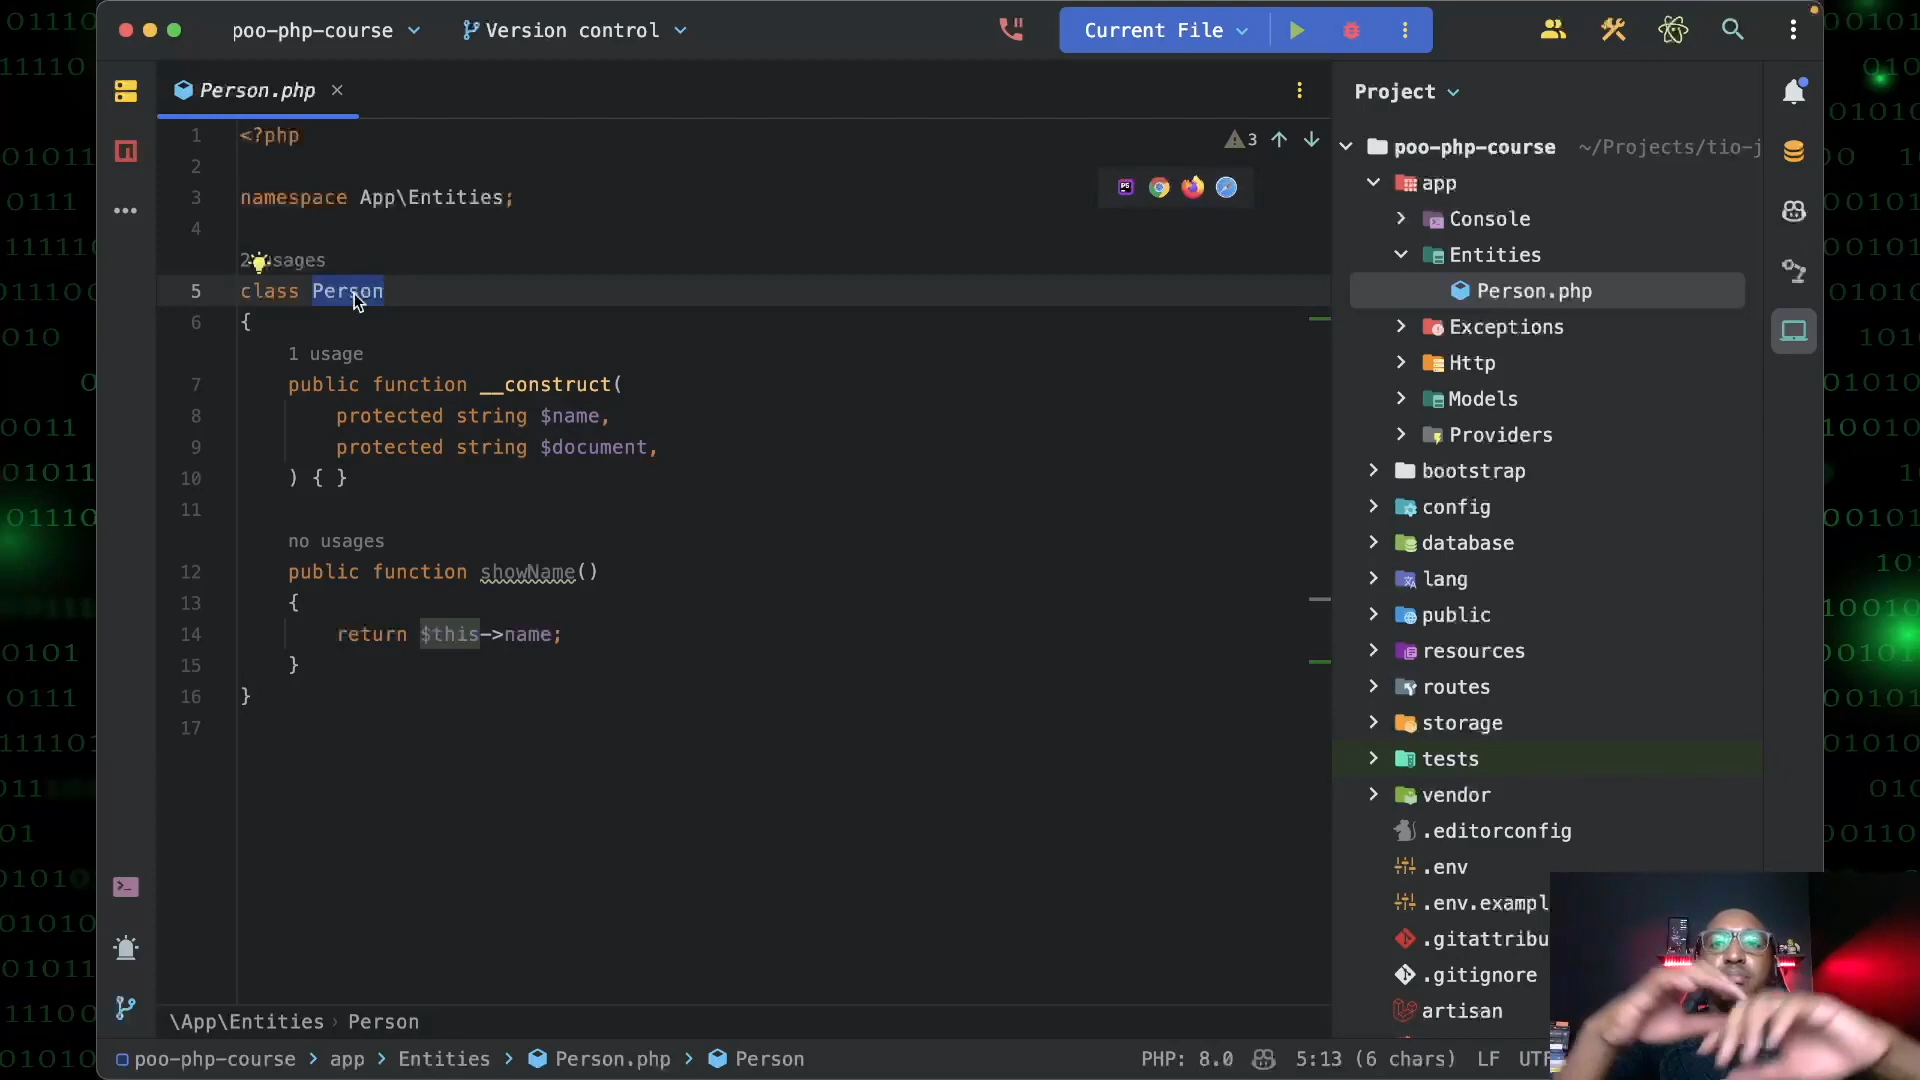 poo-php-course
Version control
Current File
Person.php
Project
1 <?php
2
3 namespace App\Entities;
4
5 class Person
6 {
1 usage
7 public function __construct(
8 protected string $name,
9 protected string $document,
10 ) { }
11
no usages
12 public function showName()
13 {
14 return $this->name;
15 }
16 }
17
3
poo-php-course ~/Projects/tio-j
app
Console
Entities
Person.php
Exceptions
Http
Models
Providers
bootstrap
config
database
lang
public
resources
routes
storage
tests
vendor
.editorconfig
.env
.env.exampl
.gitattribu
.gitignore
artisan
\App\Entities › Person
poo-php-course > app > Entities > Person.php > Person
PHP: 8.0 5:13 (6 chars) LF UTF